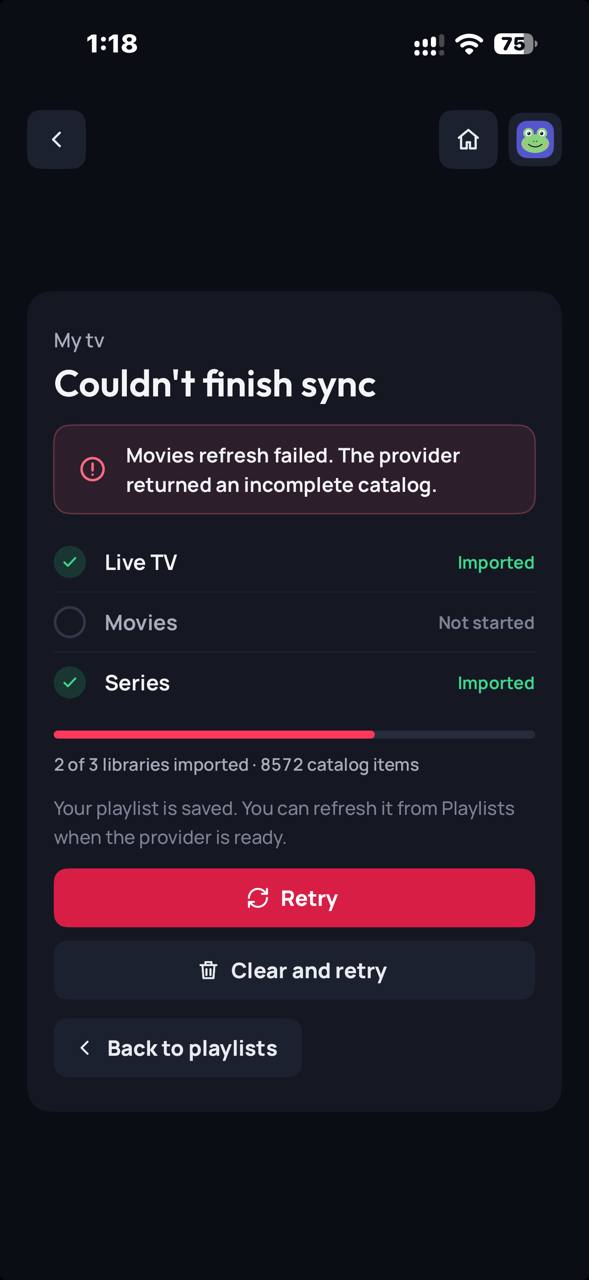 1:18
75
My tv
Couldn't finish sync
Movies refresh failed. The provider
returned an incomplete catalog.
Live TV Imported
Movies Not started
Series Imported
2 of 3 libraries imported · 8572 catalog items
Your playlist is saved. You can refresh it from Playlists
when the provider is ready.
Retry
Clear and retry
Back to playlists